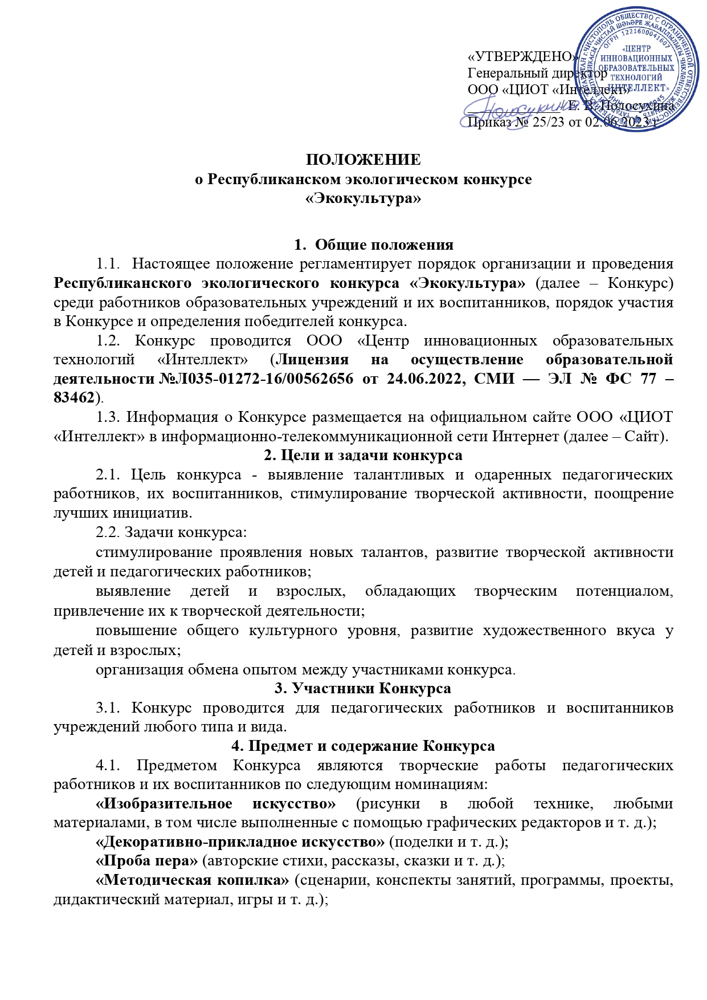 «УТВЕРЖДЕНО»
Генеральный директор
ООО «ЦИОТ «Интеллект»
_____________/ Е. В. Полосухина
Приказ № 25/23 от 02.06.2023 г
ОГРН 1221600041607
«ЦЕНТР
ИННОВАЦИОННЫХ
ОБРАЗОВАТЕЛЬНЫХ
ТЕХНОЛОГИЙ
«ИНТЕЛЛЕКТ»
ПОЛОЖЕНИЕ
о Республиканском экологическом конкурсе
«Экокультура»
1. Общие положения
1.1. Настоящее положение регламентирует порядок организации и проведения
Республиканского экологического конкурса «Экокультура» (далее – Конкурс)
среди работников образовательных учреждений и их воспитанников, порядок участия
в Конкурсе и определения победителей конкурса.
1.2. Конкурс проводится ООО «Центр инновационных образовательных
технологий «Интеллект» (Лицензия на осуществление образовательной
деятельности №Л035-01272-16/00562656 от 24.06.2022, СМИ — ЭЛ № ФС 77 –
83462).
1.3. Информация о Конкурсе размещается на официальном сайте ООО «ЦИОТ
«Интеллект» в информационно-телекоммуникационной сети Интернет (далее – Сайт).
2. Цели и задачи конкурса
2.1. Цель конкурса - выявление талантливых и одаренных педагогических
работников, их воспитанников, стимулирование творческой активности, поощрение
лучших инициатив.
2.2. Задачи конкурса:
стимулирование проявления новых талантов, развитие творческой активности
детей и педагогических работников;
выявление детей и взрослых, обладающих творческим потенциалом,
привлечение их к творческой деятельности;
повышение общего культурного уровня, развитие художественного вкуса у
детей и взрослых;
организация обмена опытом между участниками конкурса.
3. Участники Конкурса
3.1. Конкурс проводится для педагогических работников и воспитанников
учреждений любого типа и вида.
4. Предмет и содержание Конкурса
4.1. Предметом Конкурса являются творческие работы педагогических
работников и их воспитанников по следующим номинациям:
«Изобразительное искусство» (рисунки в любой технике, любыми
материалами, в том числе выполненные с помощью графических редакторов и т. д.);
«Декоративно-прикладное искусство» (поделки и т. д.);
«Проба пера» (авторские стихи, рассказы, сказки и т. д.);
«Методическая копилка» (сценарии, конспекты занятий, программы, проекты,
дидактический материал, игры и т. д.);